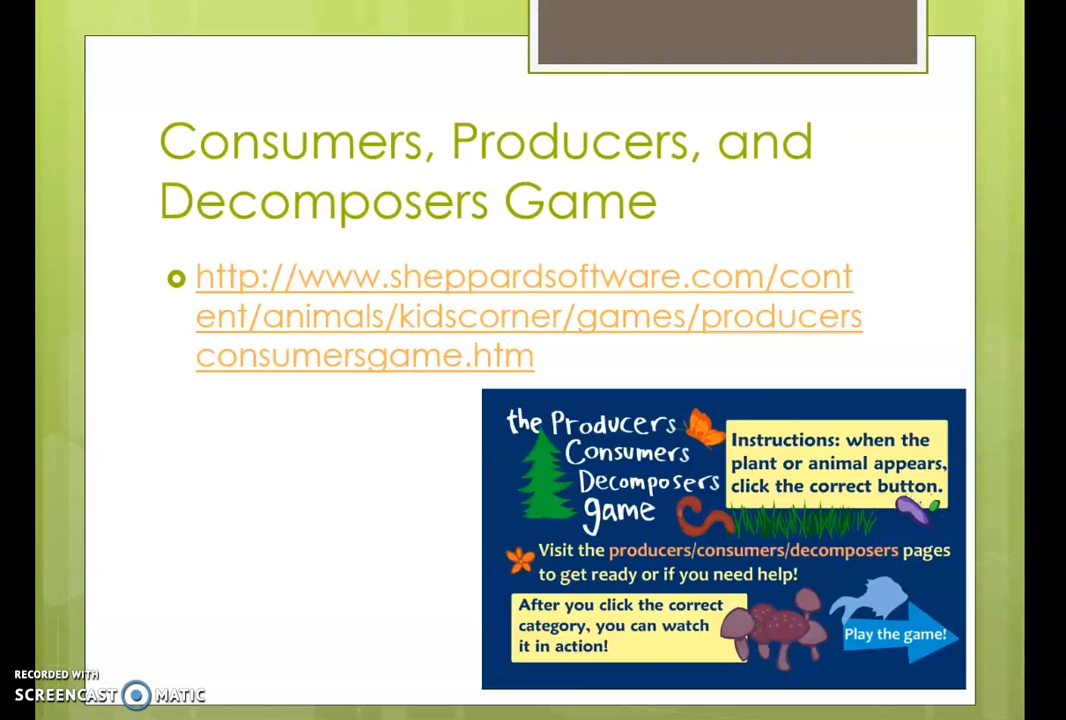 Consumers, Producers, and
Decomposers Game
http://www.sheppardsoftware.com/cont
ent/animals/kidscorner/games/producers
consumersgame.htm
the Producers
Consumers
Decomposers
game
Instructions: when the
plant or animal appears,
click the correct button.
Visit the producers/consumers/decomposers pages
to get ready or if you need help!
After you click the correct
category, you can watch
it in action!
Play the game!
RECORDED WITH
SCREENCAST MATIC